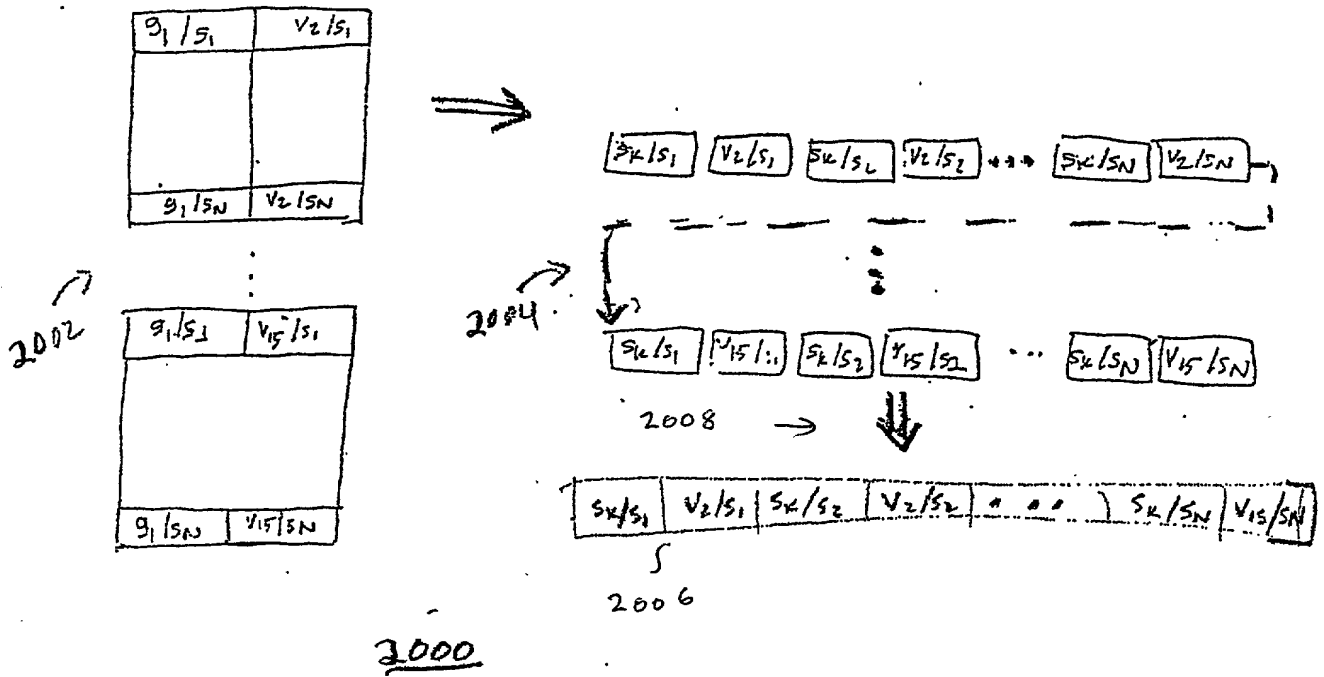 g₁/s₁ v₂/s₁
g₁/sN v₂/sN
2002
g₁/s₁ v₁₅/s₁
g₁/sN v₁₅/sN
sK/s₁ v₂/s₁ sK/s₂ v₂/s₂ ... sK/sN v₂/sN
2004
sK/s₁ sK/s₂ v₁₅/s₂ ... sK/sN v₁₅/sN
2008
sK/s₁ v₂/s₁ sK/s₂ v₂/s₂ ... sK/sN v₁₅/sN
2006
2000